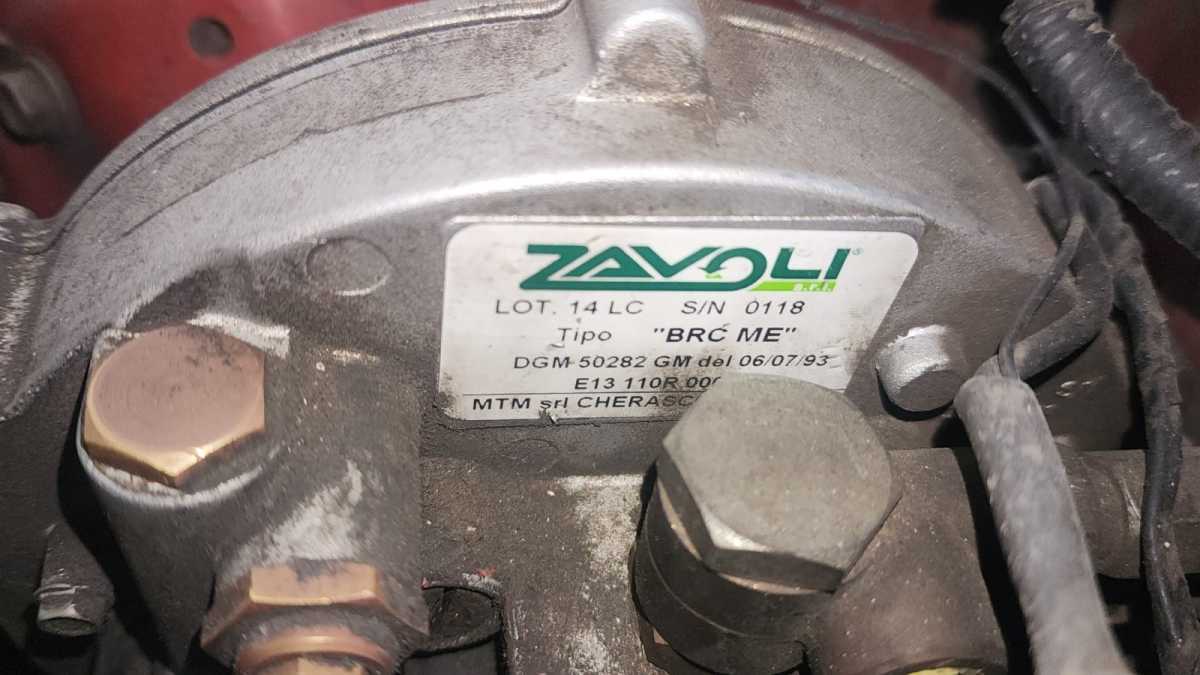 ZAVOLI®
s.r.l.
LOT. 14 LC S/N 0118
Tipo "BRC ME"
DGM 50282 GM del 06/07/93
E13 110R
MTM srl